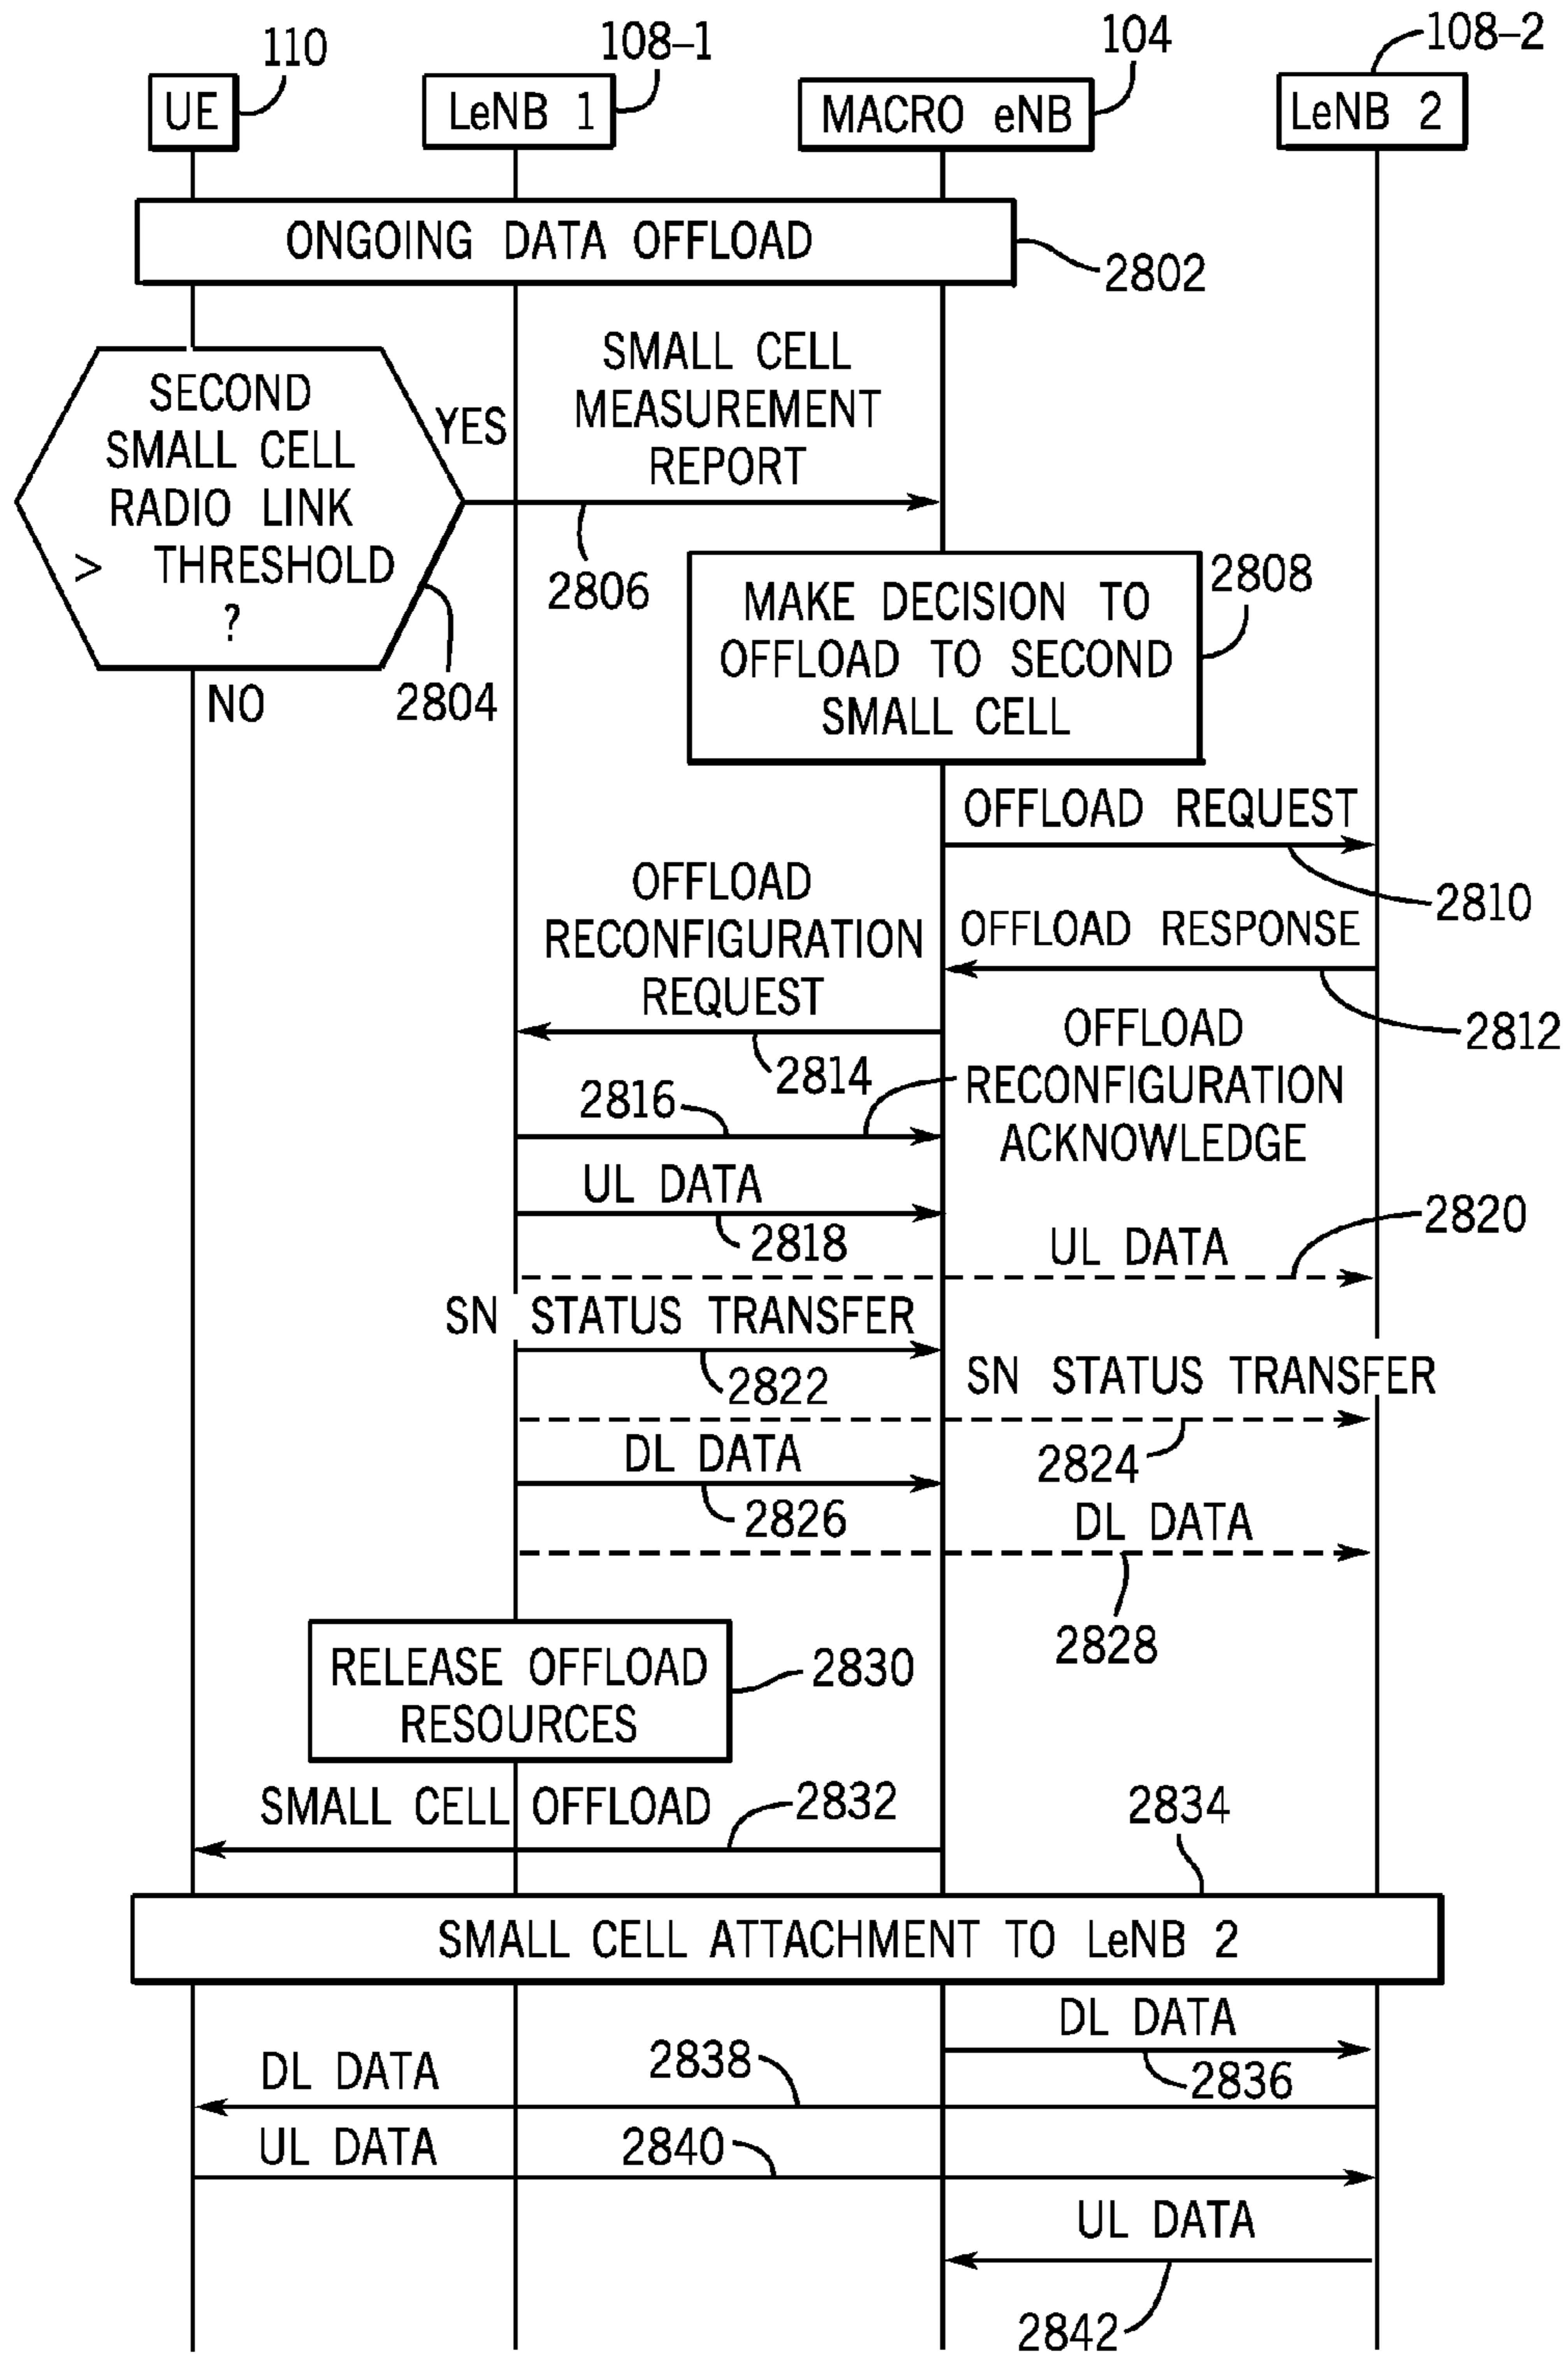 110
108-1
104
108-2
UE
LeNB 1
MACRO eNB
LeNB 2
ONGOING DATA OFFLOAD
2802
SECOND
SMALL CELL
RADIO LINK
> THRESHOLD
?
YES
NO
2804
SMALL CELL
MEASUREMENT
REPORT
2806
MAKE DECISION TO
OFFLOAD TO SECOND
SMALL CELL
2808
OFFLOAD REQUEST
2810
OFFLOAD RESPONSE
2812
OFFLOAD
RECONFIGURATION
REQUEST
2814
2816
OFFLOAD
RECONFIGURATION
ACKNOWLEDGE
UL DATA
2818
UL DATA
2820
SN STATUS TRANSFER
2822
SN STATUS TRANSFER
2824
DL DATA
2826
DL DATA
2828
RELEASE OFFLOAD
RESOURCES
2830
SMALL CELL OFFLOAD
2832
2834
SMALL CELL ATTACHMENT TO LeNB 2
DL DATA
2836
DL DATA
2838
UL DATA
2840
UL DATA
2842